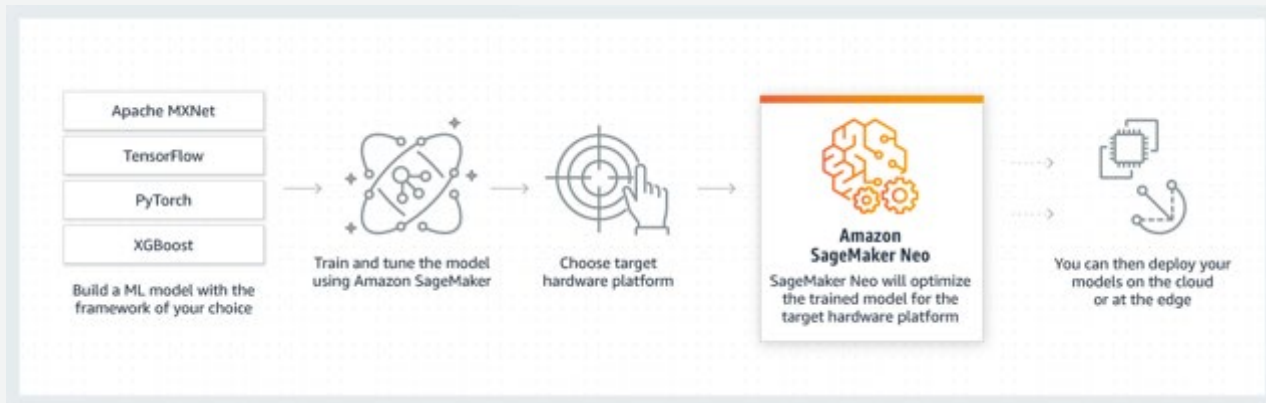 Apache MXNet
TensorFlow
PyTorch
XGBoost
Build a ML model with the
framework of your choice
Train and tune the model
using Amazon SageMaker
Choose target
hardware platform
Amazon
SageMaker Neo
SageMaker Neo will optimize
the trained model for the
target hardware platform
You can then deploy your
models on the cloud
or at the edge